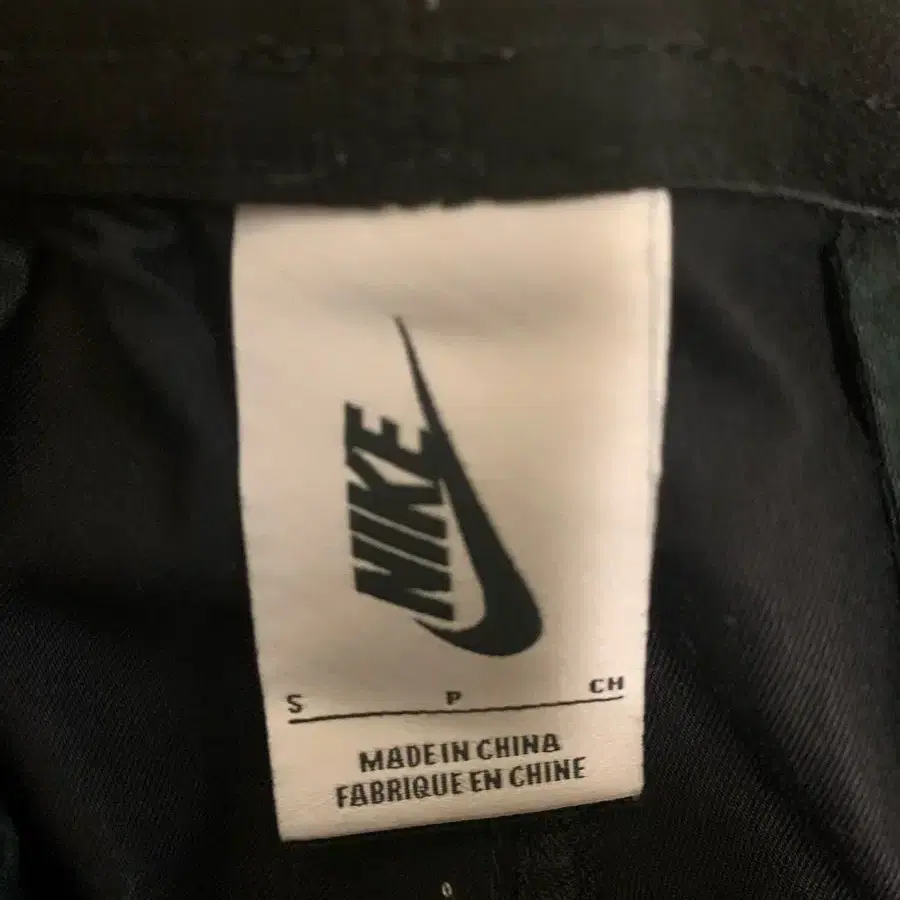 NIKE
S P CH
MADE IN CHINA
FABRIQUE EN CHINE